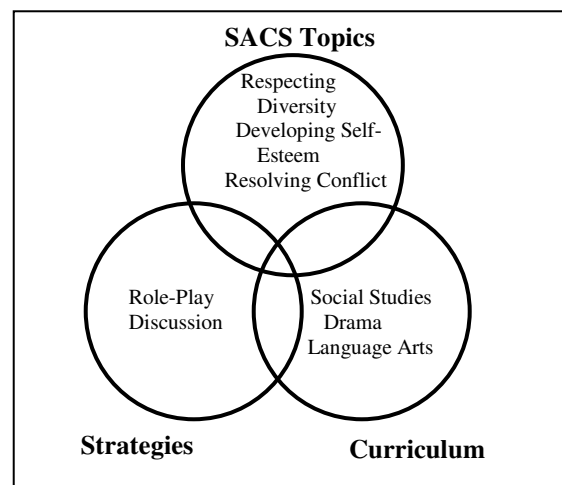 SACS Topics
Respecting
Diversity
Developing Self-
Esteem
Resolving Conflict
Role-Play
Discussion
Social Studies
Drama
Language Arts
Strategies
Curriculum